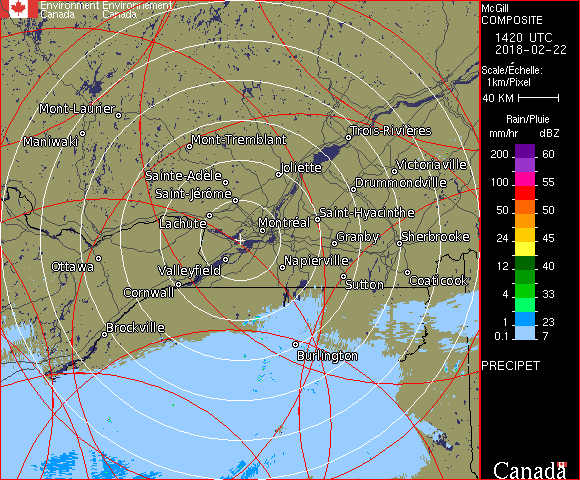 Environment Environnement
Canada Canada
McGill
COMPOSITE
1420 UTC
2018-02-22
Scale/Échelle:
1km/Pixel
40 KM
Rain/Pluie
mm/hr dBZ
200 60
155
100 55
50 50
24 45
12 40
4 33
1 23
0.1 7
PRECIPET
Canada
Mont-Laurier
Maniwaki
Mont-Tremblant
Trois-Rivières
Joliette
Victoriaville
Sainte-Adèle
Drummondville
Saint-Jérôme
Lachute
Saint-Hyacinthe
Montréal
Granby
Sherbrooke
Ottawa
Valleyfield
Napierville
Cornwall
Sutton
Coaticook
Brockville
Burlington